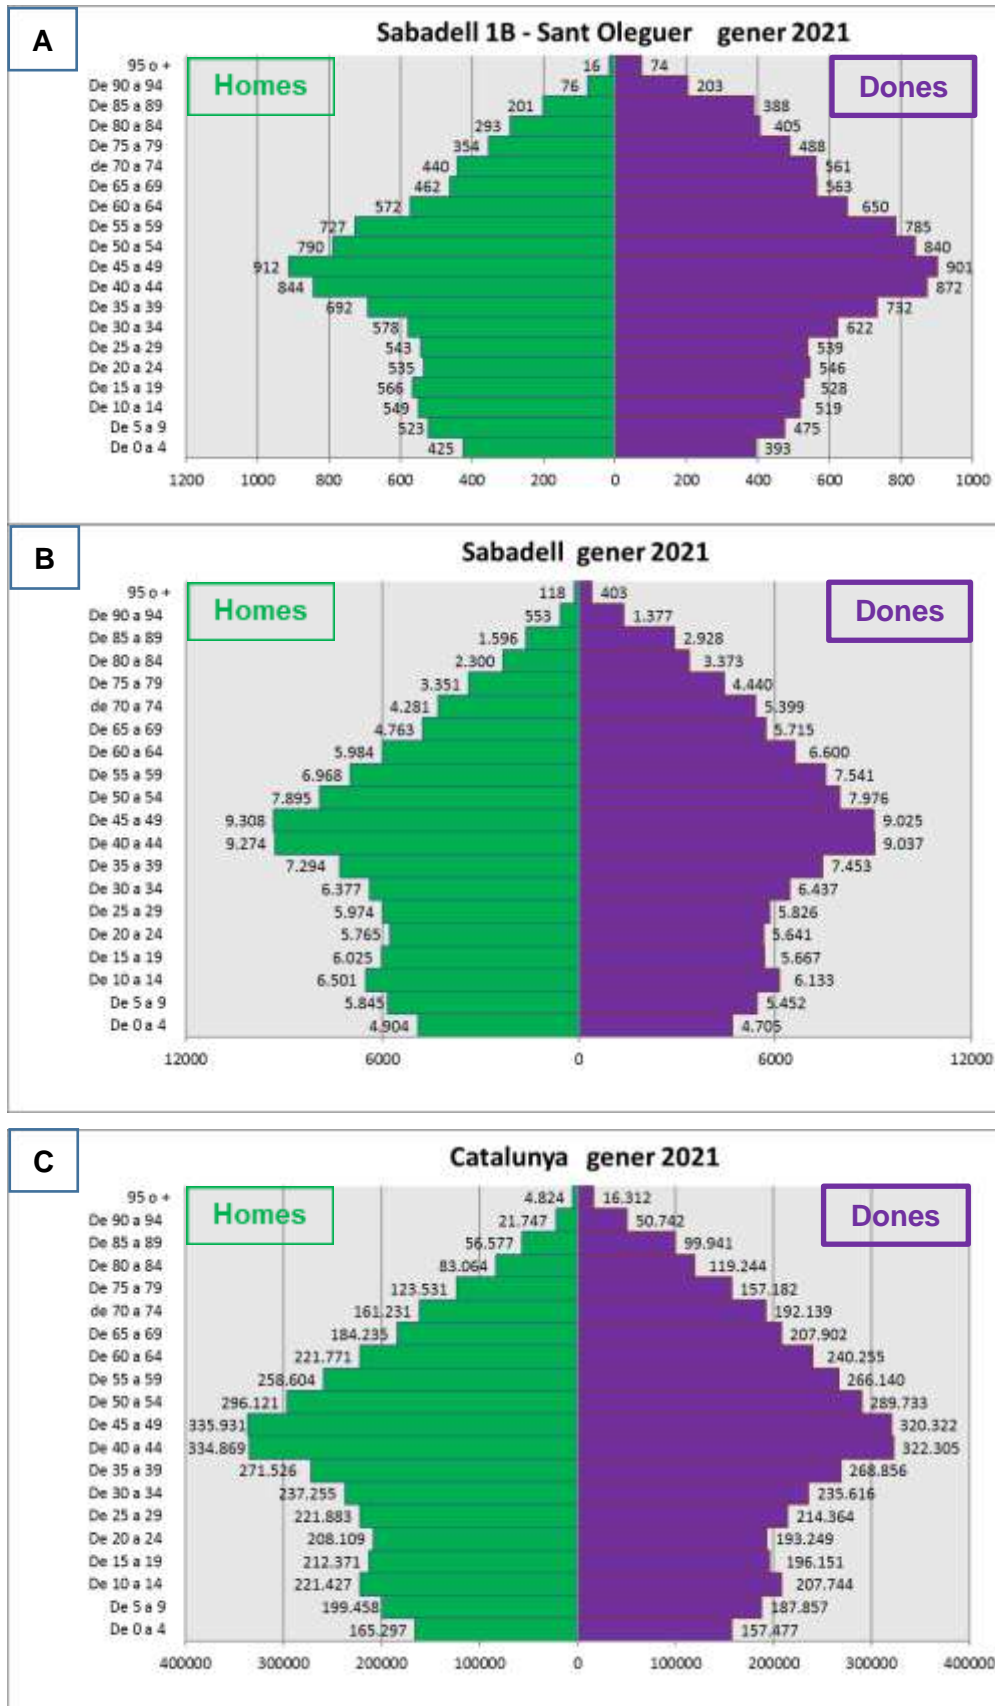 A
Sabadell 1B - Sant Oleguer gener 2021
Homes
Dones
95 o + 16 74
De 90 a 94 76 203
De 85 a 89 201 388
De 80 a 84 293 405
De 75 a 79 354 488
de 70 a 74 440 561
De 65 a 69 462 563
De 60 a 64 572 650
De 55 a 59 727 785
De 50 a 54 790 840
De 45 a 49 912 901
De 40 a 44 844 872
De 35 a 39 692 732
De 30 a 34 578 622
De 25 a 29 543 539
De 20 a 24 535 546
De 15 a 19 566 528
De 10 a 14 549 519
De 5 a 9 523 475
De 0 a 4 425 393
1200 1000 800 600 400 200 0 200 400 600 800 1000
B
Sabadell gener 2021
Homes
Dones
95 o + 118 403
De 90 a 94 553 1.377
De 85 a 89 1.596 2.928
De 80 a 84 2.300 3.373
De 75 a 79 3.351 4.440
de 70 a 74 4.281 5.399
De 65 a 69 4.763 5.715
De 60 a 64 5.984 6.600
De 55 a 59 6.968 7.541
De 50 a 54 7.895 7.976
De 45 a 49 9.308 9.025
De 40 a 44 9.274 9.037
De 35 a 39 7.294 7.453
De 30 a 34 6.377 6.437
De 25 a 29 5.974 5.826
De 20 a 24 5.765 5.641
De 15 a 19 6.025 5.667
De 10 a 14 6.501 6.133
De 5 a 9 5.845 5.452
De 0 a 4 4.904 4.705
12000 6000 0 6000 12000
C
Catalunya gener 2021
Homes
Dones
95 o + 4.824 16.312
De 90 a 94 21.747 50.742
De 85 a 89 56.577 99.941
De 80 a 84 83.064 119.244
De 75 a 79 123.531 157.182
de 70 a 74 161.231 192.139
De 65 a 69 184.235 207.902
De 60 a 64 221.771 240.255
De 55 a 59 258.604 266.140
De 50 a 54 296.121 289.733
De 45 a 49 335.931 320.322
De 40 a 44 334.869 322.305
De 35 a 39 271.526 268.856
De 30 a 34 237.255 235.616
De 25 a 29 221.883 214.364
De 20 a 24 208.109 193.249
De 15 a 19 212.371 196.151
De 10 a 14 221.427 207.744
De 5 a 9 199.458 187.857
De 0 a 4 165.297 157.477
400000 300000 200000 100000 0 100000 200000 300000 400000